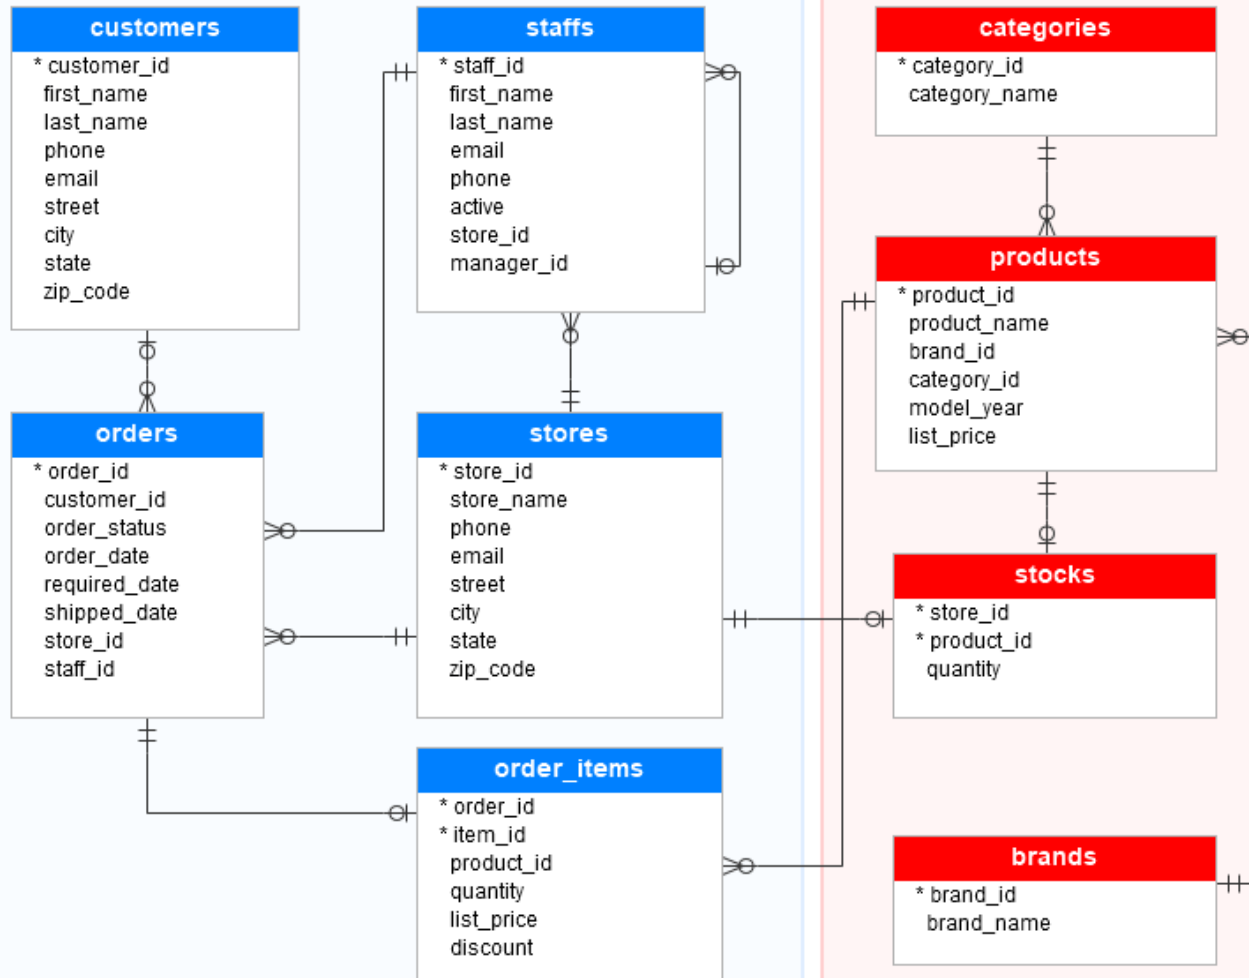 customers
* customer_id
first_name
last_name
phone
email
street
city
state
zip_code
staffs
* staff_id
first_name
last_name
email
phone
active
store_id
manager_id
categories
* category_id
category_name
products
* product_id
product_name
brand_id
category_id
model_year
list_price
orders
* order_id
customer_id
order_status
order_date
required_date
shipped_date
store_id
staff_id
stores
* store_id
store_name
phone
email
street
city
state
zip_code
stocks
* store_id
* product_id
quantity
order_items
* order_id
* item_id
product_id
quantity
list_price
discount
brands
* brand_id
brand_name